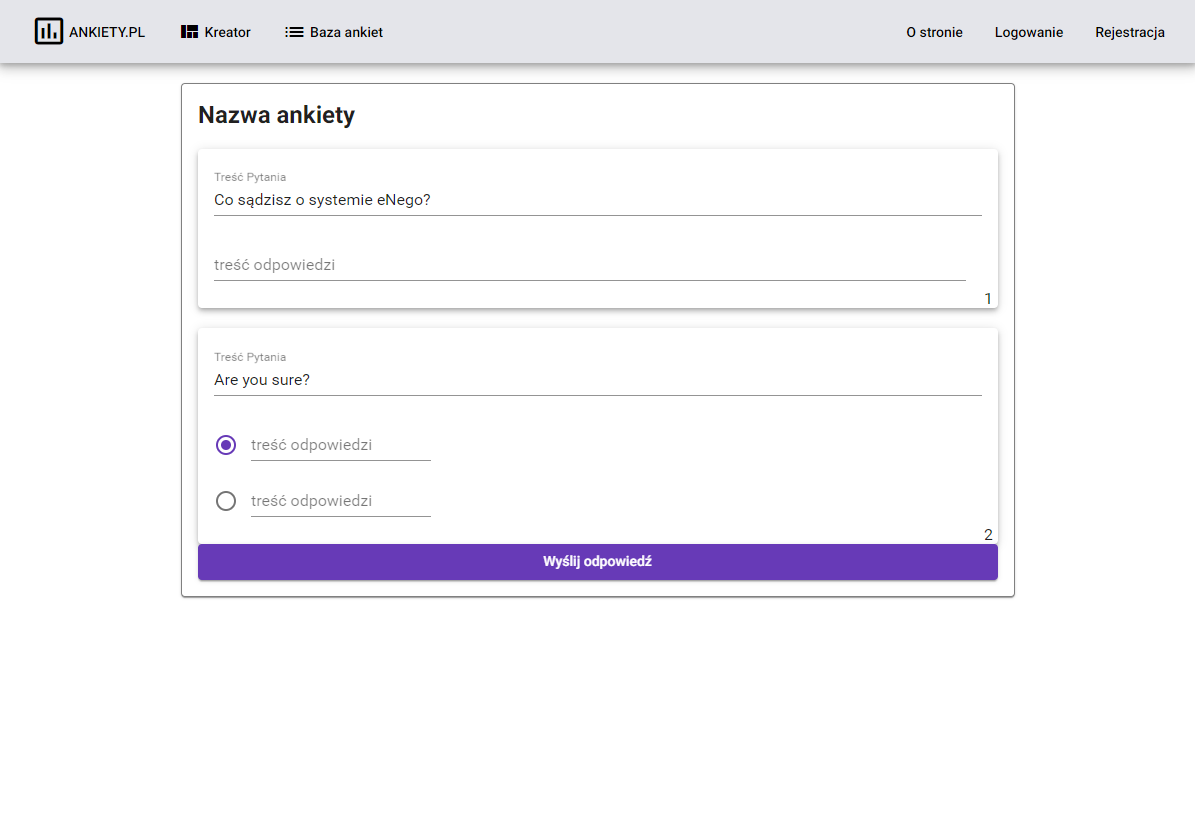 ANKIETY.PL Kreator Baza ankiet O stronie Logowanie Rejestracja
Nazwa ankiety
Treść Pytania
Co sądzisz o systemie eNego?
treść odpowiedzi
1
Treść Pytania
Are you sure?
treść odpowiedzi
treść odpowiedzi
2
Wyślij odpowiedź